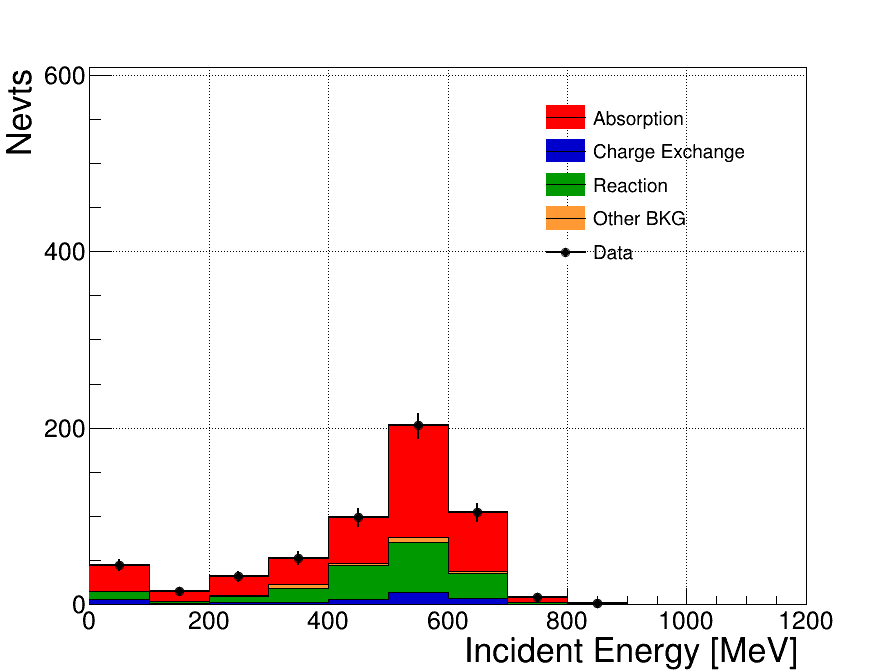 Nevts
600
400
200
0
Absorption
Charge Exchange
Reaction
Other BKG
Data
0 200 400 600 800 1000 1200
Incident Energy [MeV]